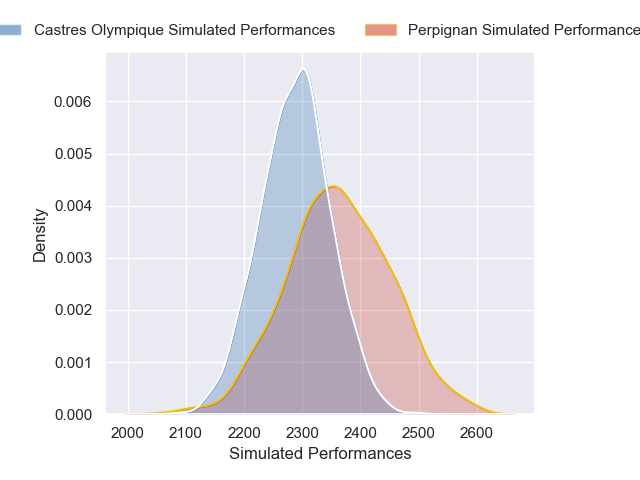 Castres Olympique Simulated Performances
Perpignan Simulated Performance
0.006
0.005
0.004
0.003
0.002
0.001
0.000
Density
2000 2100 2200 2300 2400 2500 2600
Simulated Performances